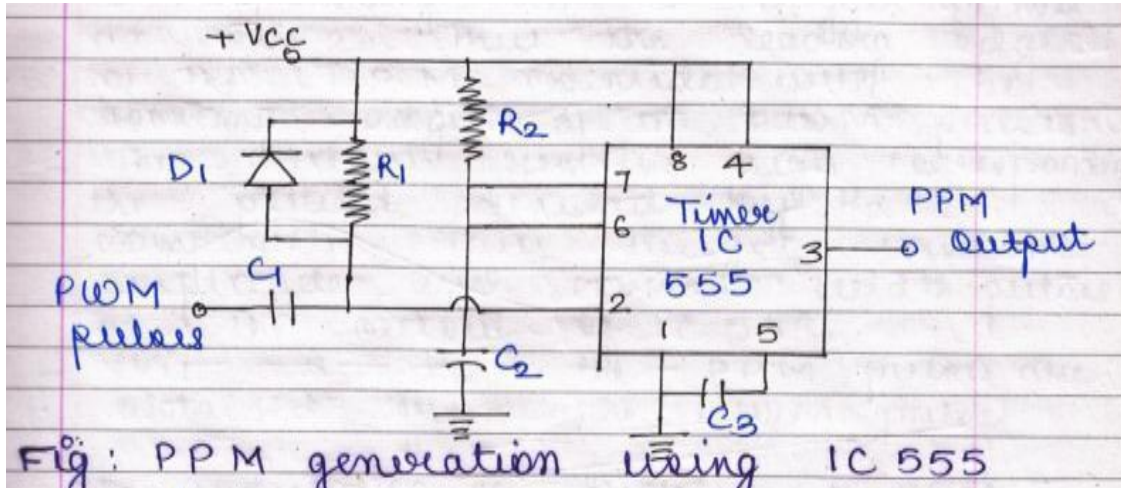 + VCC
R2
D1
R1
7
8 4
Timer
IC
555
6
3
PPM
output
C1
PWM
pulses
2
1 5
C2
C3
Fig: PPM generation using IC 555